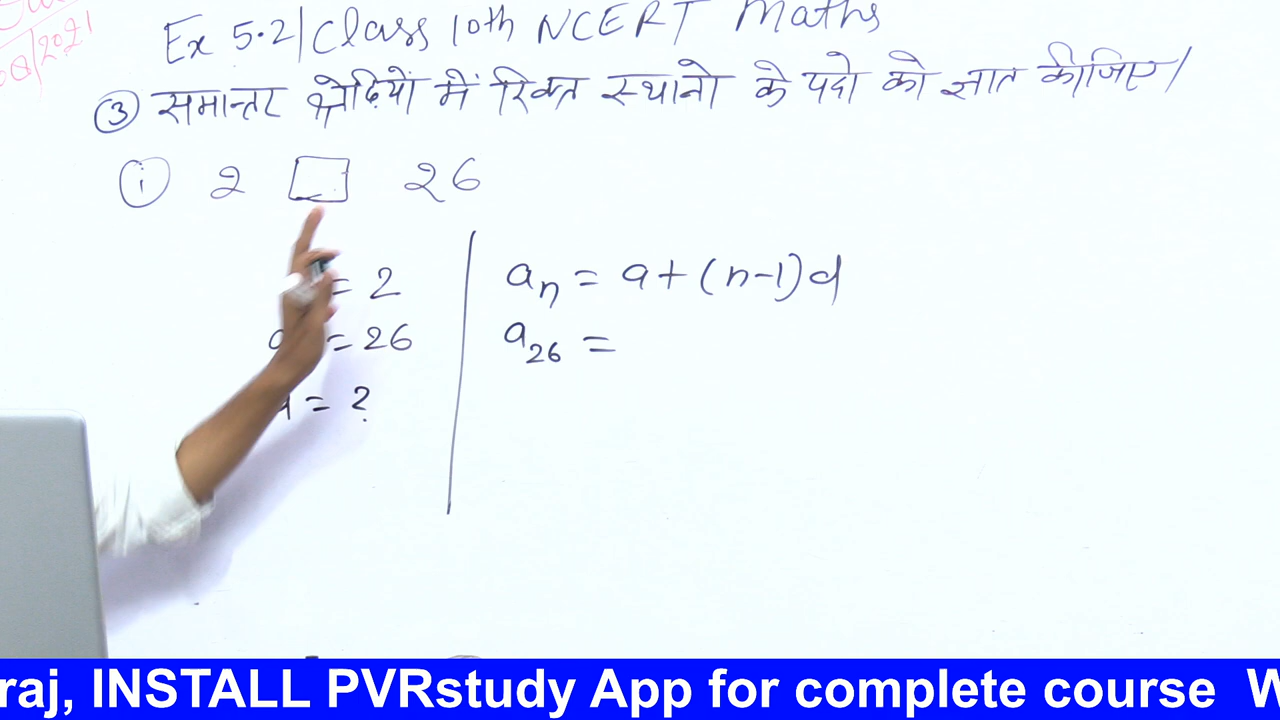 Ex 5.2 | Class 10th NCERT Maths
③ समान्तर श्रेढ़ियों में रिक्त स्थानो के पदो को ज्ञात कीजिए।
ⓘ 2 □ 26
= 2
= 26
= ?
aₙ = a + (n-1)d
a₂₆ =
raj, INSTALL PVRstudy App for complete course W